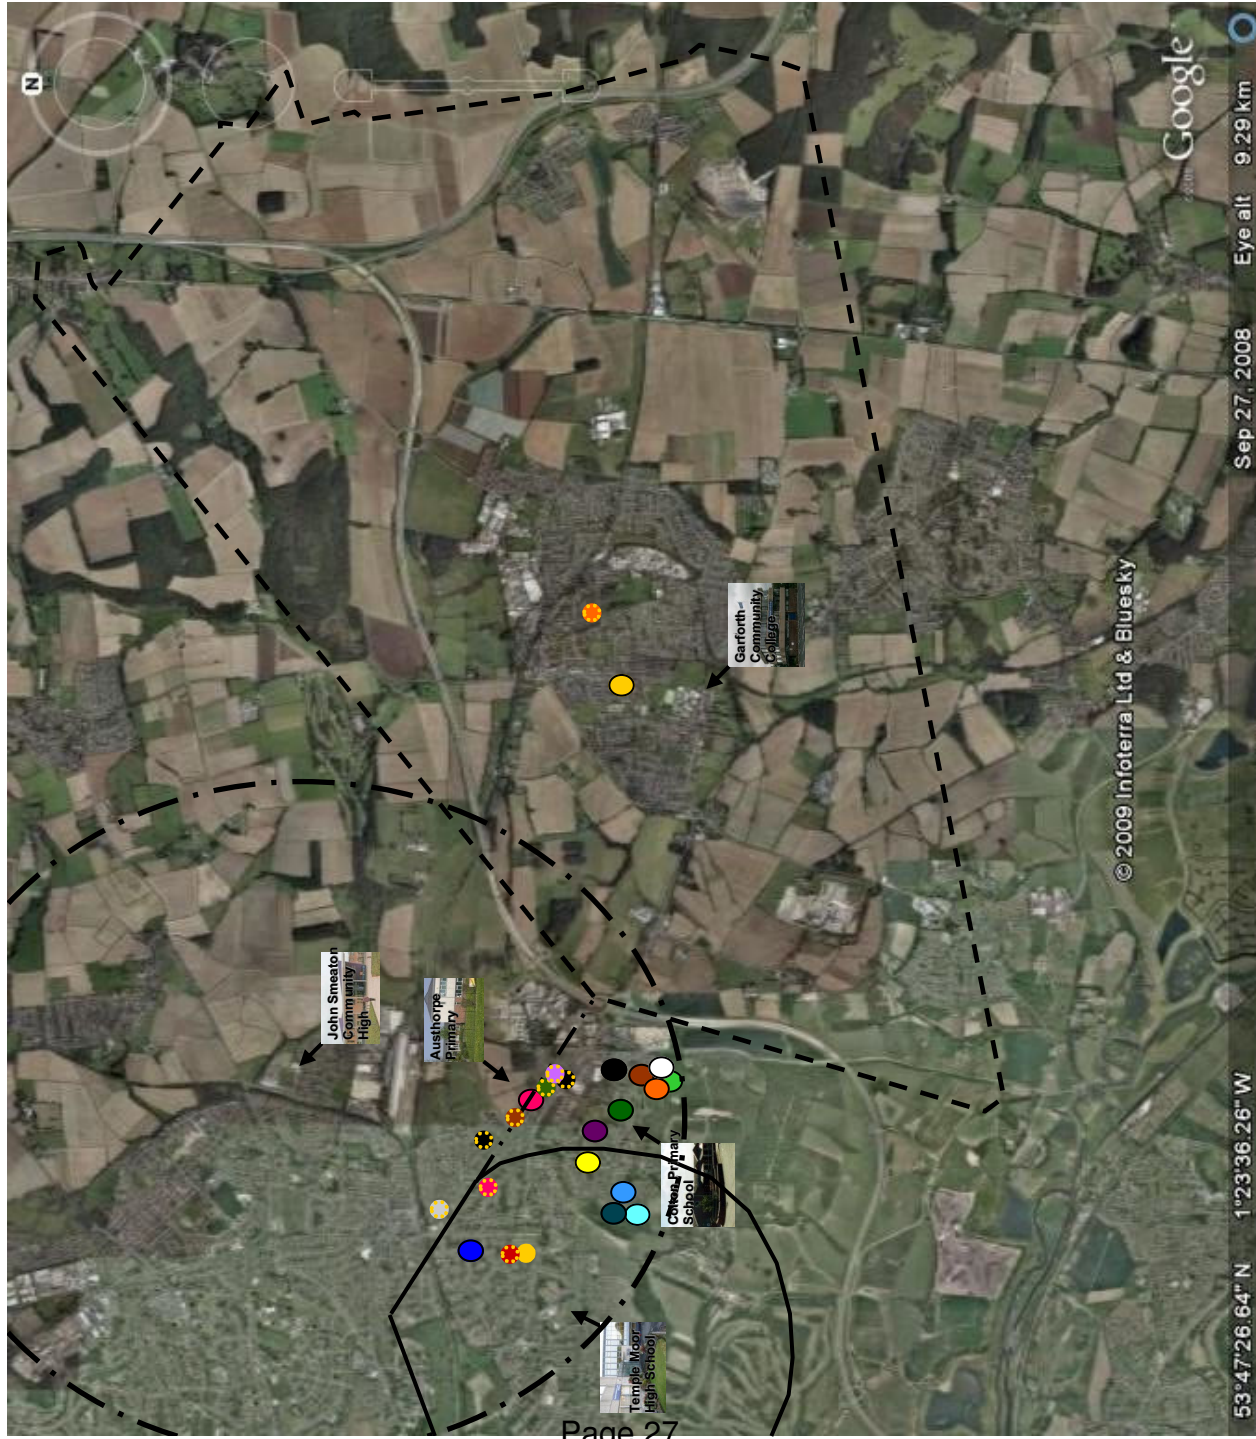 N
John Smeaton
Community
High
Austhorpe
Primary
Garforth
Community
College
Colton Primary
School
Temple Moor
High School
© 2009 Infoterra Ltd & Bluesky
Google
53°47'26.64" N 1°23'36.26" W Sep 27, 2008 Eye alt 9.29 km
Page 27